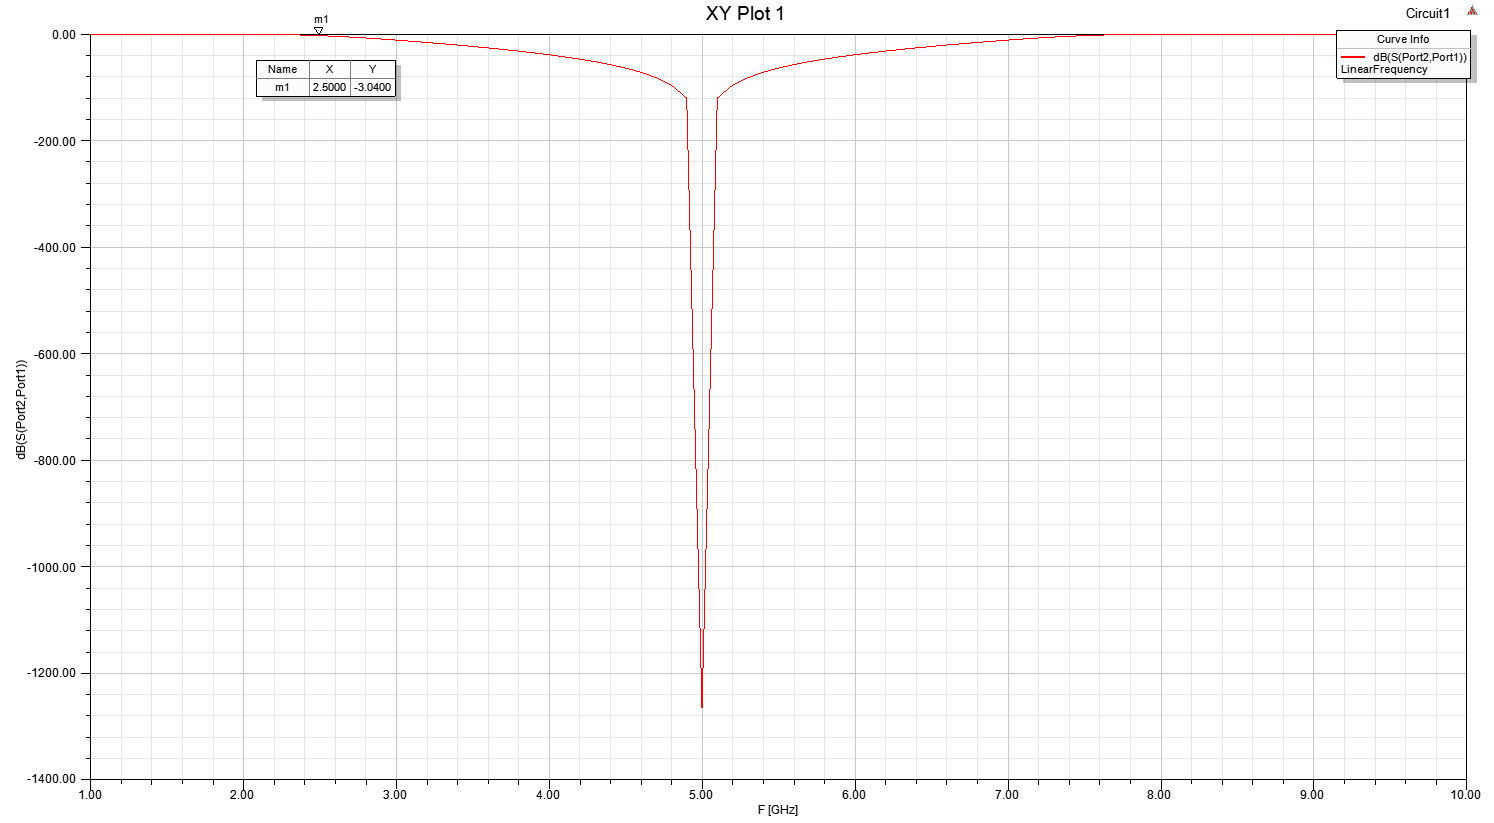 XY Plot 1
Circuit1
m1
Curve Info
dB(S(Port2,Port1))
LinearFrequency
Name X Y
m1 2.5000 -3.0400
0.00
-200.00
-400.00
-600.00
-800.00
-1000.00
-1200.00
-1400.00
dB(S(Port2,Port1))
1.00 2.00 3.00 4.00 5.00 6.00 7.00 8.00 9.00 10.00
F [GHz]